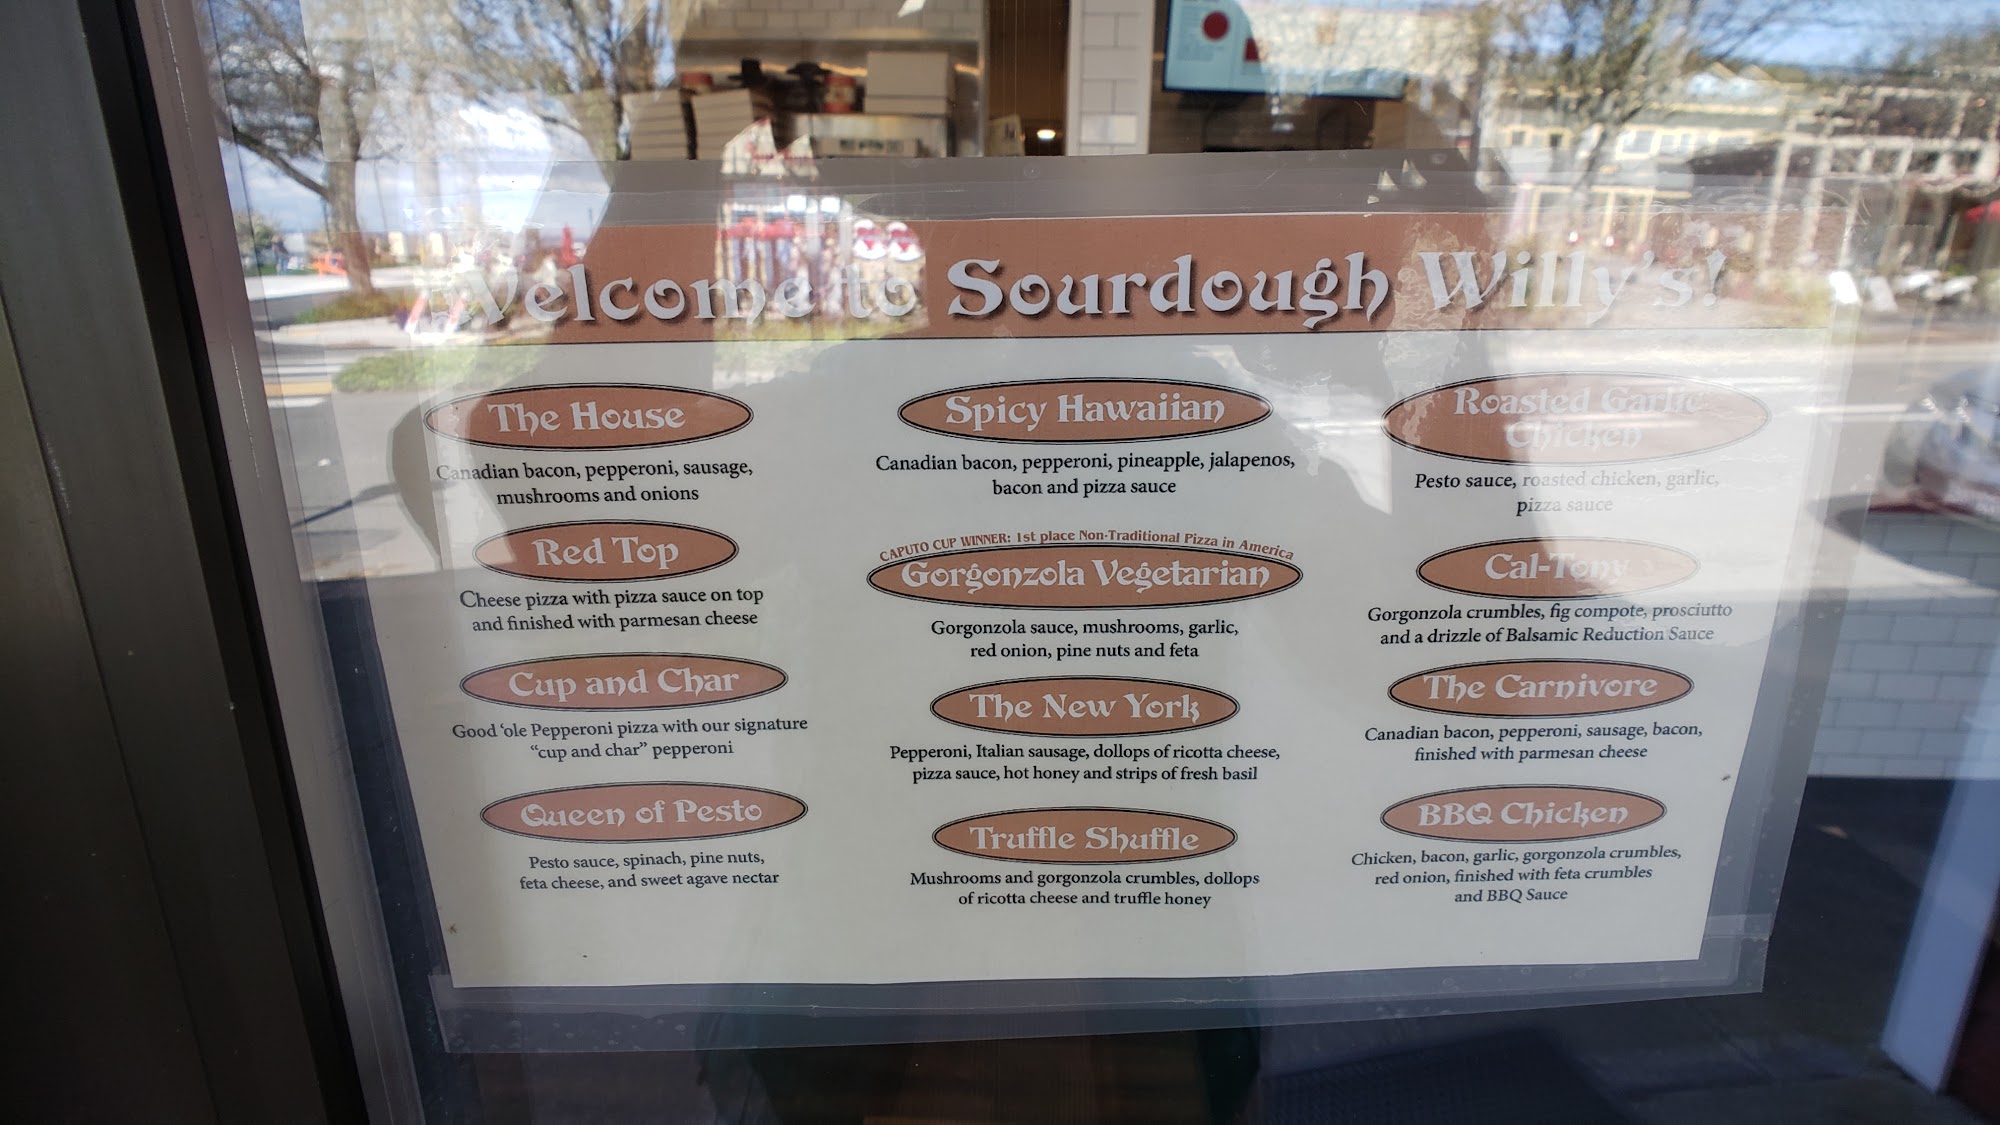 Welcome to Sourdough Willy's!
The House
Canadian bacon, pepperoni, sausage,
mushrooms and onions
Red Top
Cheese pizza with pizza sauce on top
and finished with parmesan cheese
Cup and Char
Good 'ole Pepperoni pizza with our signature
"cup and char" pepperoni
Queen of Pesto
Pesto sauce, spinach, pine nuts,
feta cheese, and sweet agave nectar
Spicy Hawaiian
Canadian bacon, pepperoni, pineapple, jalapenos,
bacon and pizza sauce
CAPUTO CUP WINNER: 1st place Non-Traditional Pizza in America
Gorgonzola Vegetarian
Gorgonzola sauce, mushrooms, garlic,
red onion, pine nuts and feta
The New York
Pepperoni, Italian sausage, dollops of ricotta cheese,
pizza sauce, hot honey and strips of fresh basil
Truffle Shuffle
Mushrooms and gorgonzola crumbles, dollops
of ricotta cheese and truffle honey
Roasted Garlic
Chicken
Pesto sauce, roasted chicken, garlic,
pizza sauce
Cal-Tony
Gorgonzola crumbles, fig compote, prosciutto
and a drizzle of Balsamic Reduction Sauce
The Carnivore
Canadian bacon, pepperoni, sausage, bacon,
finished with parmesan cheese
BBQ Chicken
Chicken, bacon, garlic, gorgonzola crumbles,
red onion, finished with feta crumbles
and BBQ Sauce